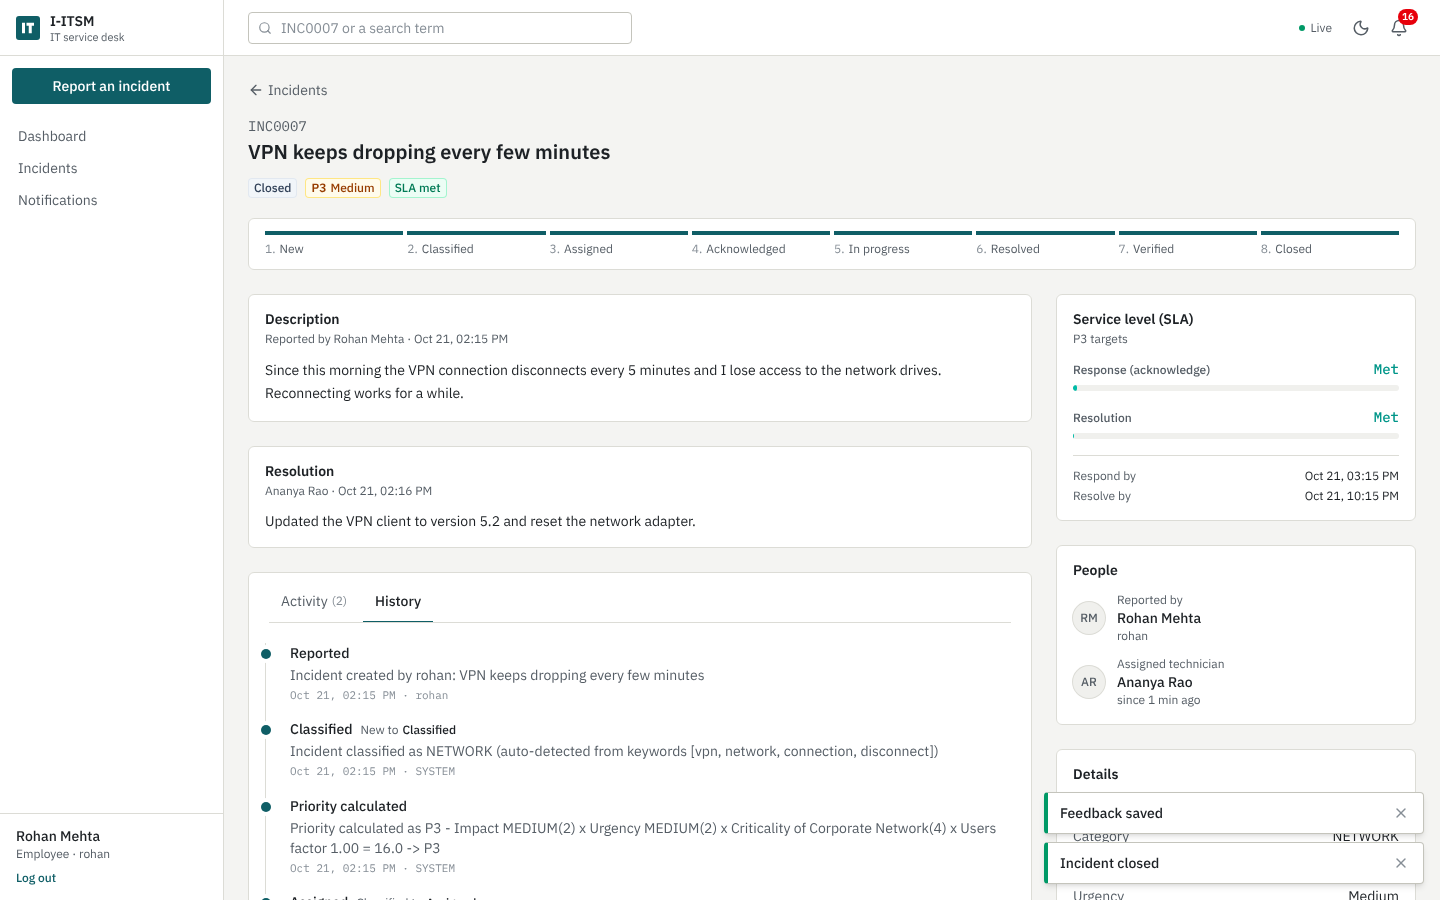 IT
I-ITSM
IT service desk
INC0007 or a search term
Live
16
Report an incident
Dashboard
Incidents
Notifications
Rohan Mehta
Employee · rohan
Log out
← Incidents
INC0007
VPN keeps dropping every few minutes
Closed
P3 Medium
SLA met
1. New
2. Classified
3. Assigned
4. Acknowledged
5. In progress
6. Resolved
7. Verified
8. Closed
Description
Reported by Rohan Mehta · Oct 21, 02:15 PM
Since this morning the VPN connection disconnects every 5 minutes and I lose access to the network drives.
Reconnecting works for a while.
Resolution
Ananya Rao · Oct 21, 02:16 PM
Updated the VPN client to version 5.2 and reset the network adapter.
Activity (2)
History
Reported
Incident created by rohan: VPN keeps dropping every few minutes
Oct 21, 02:15 PM · rohan
Classified New to Classified
Incident classified as NETWORK (auto-detected from keywords [vpn, network, connection, disconnect])
Oct 21, 02:15 PM · SYSTEM
Priority calculated
Priority calculated as P3 - Impact MEDIUM(2) x Urgency MEDIUM(2) x Criticality of Corporate Network(4) x Users
factor 1.00 = 16.0 -> P3
Oct 21, 02:15 PM · SYSTEM
Service level (SLA)
P3 targets
Response (acknowledge) Met
Resolution Met
Respond by Oct 21, 03:15 PM
Resolve by Oct 21, 10:15 PM
People
RM
Reported by
Rohan Mehta
rohan
AR
Assigned technician
Ananya Rao
since 1 min ago
Details
Feedback saved
Category NETWORK
Incident closed
Urgency Medium